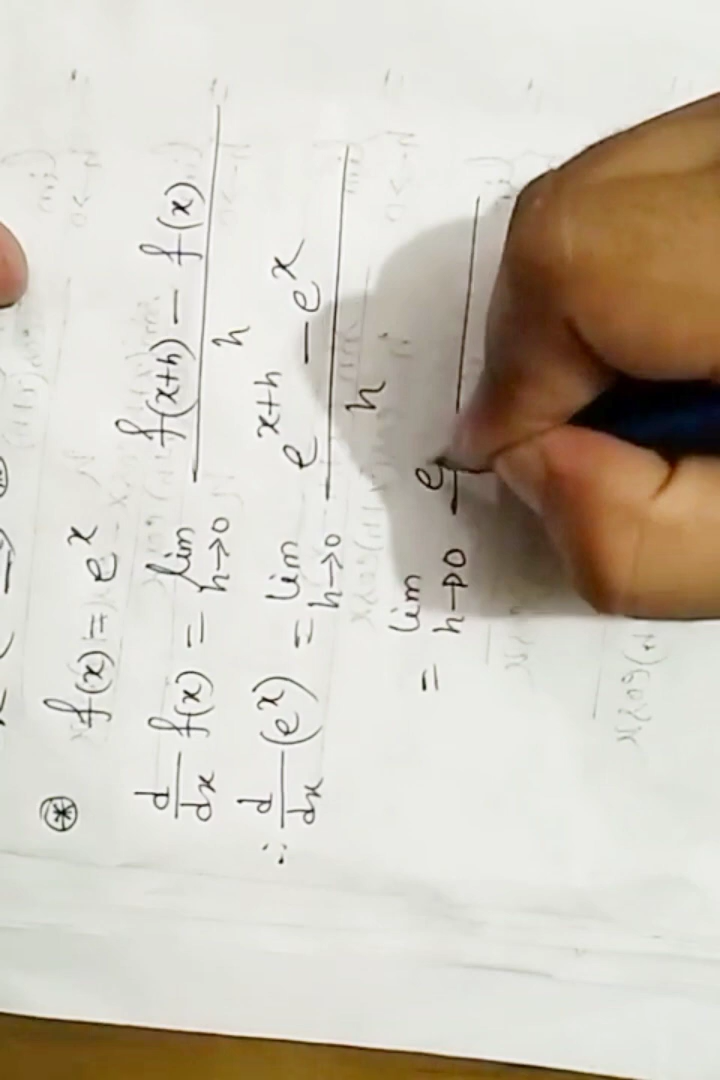 f(x) = e^x
d/dx f(x) = lim h→0 f(x+h) − f(x) / h
∴ d/dx (e^x) = lim h→0 e^{x+h} − e^x / h
= lim h→0 e